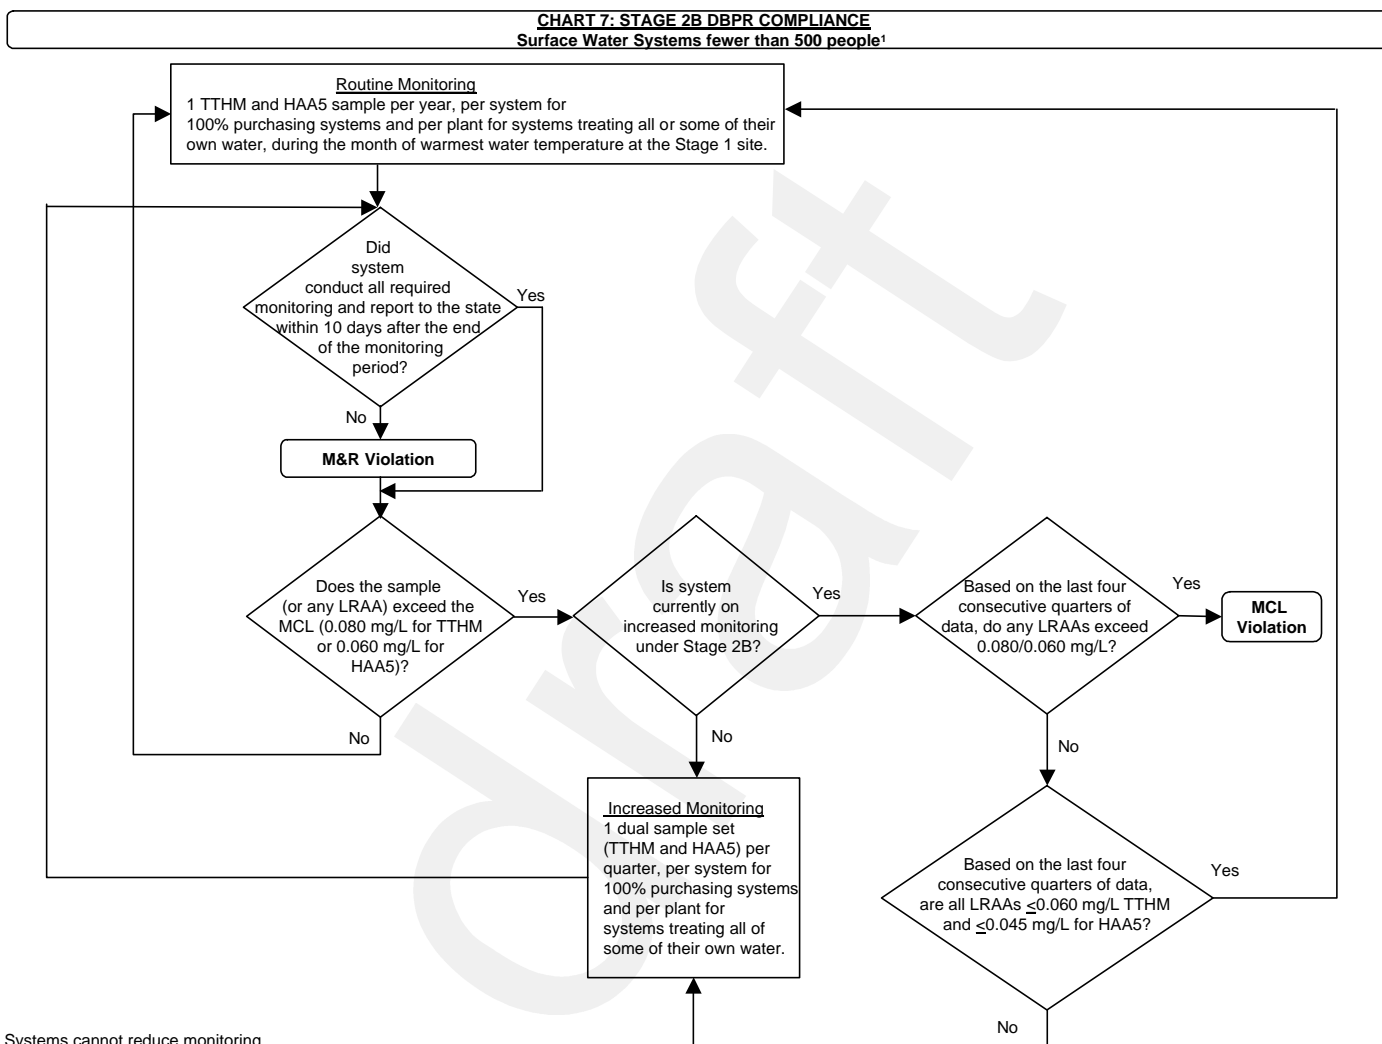 CHART 7: STAGE 2B DBPR COMPLIANCE
Surface Water Systems fewer than 500 people¹
Routine Monitoring
1 TTHM and HAA5 sample per year, per system for
100% purchasing systems and per plant for systems treating all or some of their
own water, during the month of warmest water temperature at the Stage 1 site.
Did
system
conduct all required
monitoring and report to the state
within 10 days after the end
of the monitoring
period?
Yes
No
M&R Violation
Does the sample
(or any LRAA) exceed the
MCL (0.080 mg/L for TTHM
or 0.060 mg/L for
HAA5)?
Yes
No
Is system
currently on
increased monitoring
under Stage 2B?
Yes
No
Based on the last four
consecutive quarters of
data, do any LRAAs exceed
0.080/0.060 mg/L?
Yes
MCL
Violation
No
Increased Monitoring
1 dual sample set
(TTHM and HAA5) per
quarter, per system for
100% purchasing systems
and per plant for
systems treating all of
some of their own water.
Based on the last four
consecutive quarters of data,
are all LRAAs <0.060 mg/L TTHM
and <0.045 mg/L for HAA5?
Yes
No
Systems cannot reduce monitoring
draft